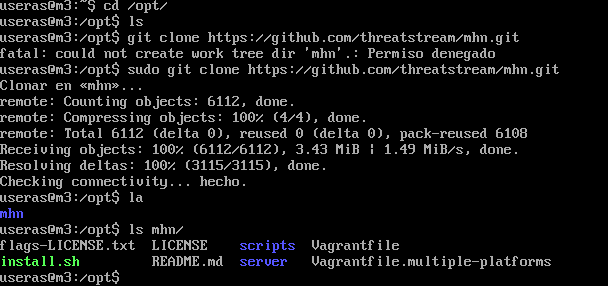 useras@m3:~$ cd /opt/
useras@m3:/opt$ ls
useras@m3:/opt$ git clone https://github.com/threatstream/mhn.git
fatal: could not create work tree dir 'mhn'.: Permiso denegado
useras@m3:/opt$ sudo git clone https://github.com/threatstream/mhn.git
Clonar en «mhn»...
remote: Counting objects: 6112, done.
remote: Compressing objects: 100% (4/4), done.
remote: Total 6112 (delta 0), reused 0 (delta 0), pack-reused 6108
Receiving objects: 100% (6112/6112), 3.43 MiB | 1.49 MiB/s, done.
Resolving deltas: 100% (3115/3115), done.
Checking connectivity... hecho.
useras@m3:/opt$ la
mhn
useras@m3:/opt$ ls mhn/
flags-LICENSE.txt  LICENSE    scripts  Vagrantfile
install.sh         README.md  server   Vagrantfile.multiple-platforms
useras@m3:/opt$